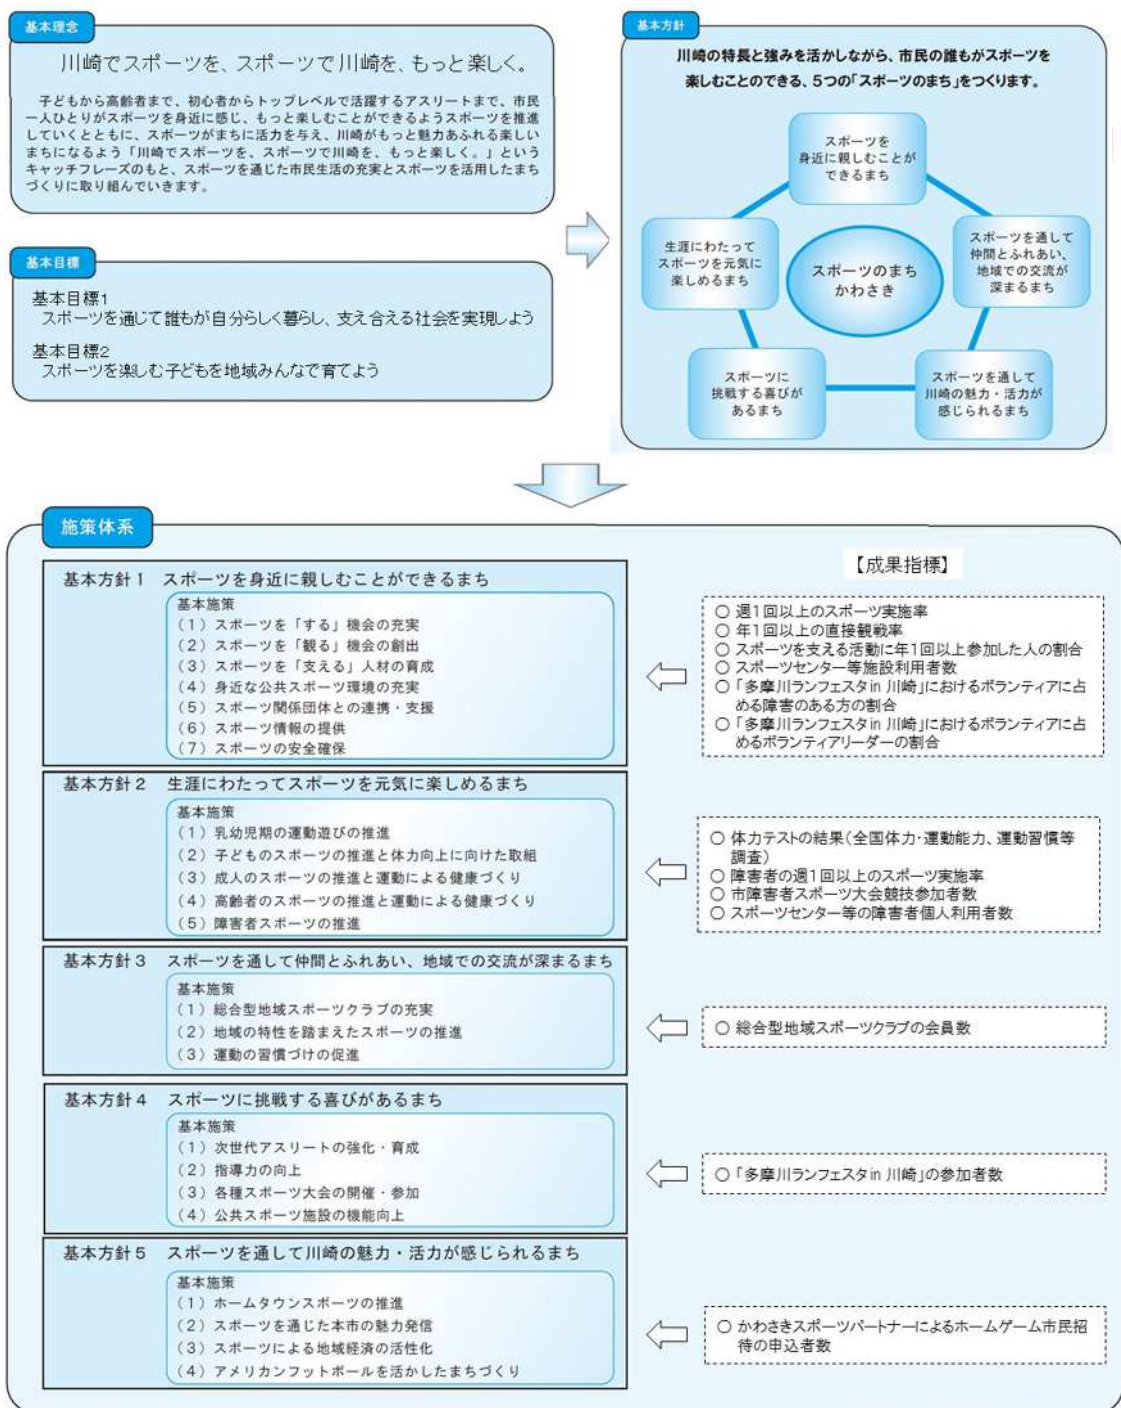 基本理念
川崎でスポーツを、スポーツで川崎を、もっと楽しく。
子どもから高齢者まで、初心者からトップレベルで活躍するアスリートまで、市民
一人ひとりがスポーツを身近に感じ、もっと楽しむことができるようスポーツを推進
していくとともに、スポーツがまちに活力を与え、川崎がもっと魅力あふれる楽しい
まちになるよう「川崎でスポーツを、スポーツで川崎を、もっと楽しく。」という
キャッチフレーズのもと、スポーツを通じた市民生活の充実とスポーツを活用したまち
づくりに取り組んでいきます。
基本目標
基本目標1
スポーツを通じて誰もが自分らしく暮らし、支え合える社会を実現しよう
基本目標2
スポーツを楽しむ子どもを地域みんなで育てよう
基本方針
川崎の特長と強みを活かしながら、市民の誰もがスポーツを
楽しむことのできる、5つの「スポーツのまち」をつくります。
スポーツを
身近に親しむことが
できるまち
生涯にわたって
スポーツを元気に
楽しめるまち
スポーツのまち
かわさき
スポーツを通して
仲間とふれあい、
地域での交流が
深まるまち
スポーツに
挑戦する喜びが
あるまち
スポーツを通して
川崎の魅力・活力が
感じられるまち
施策体系
【成果指標】
基本方針1 スポーツを身近に親しむことができるまち
基本施策
(1)スポーツを「する」機会の充実
(2)スポーツを「観る」機会の創出
(3)スポーツを「支える」人材の育成
(4)身近な公共スポーツ環境の充実
(5)スポーツ関係団体との連携・支援
(6)スポーツ情報の提供
(7)スポーツの安全確保
○ 週1回以上のスポーツ実施率
○ 年1回以上の直接観戦率
○ スポーツを支える活動に年1回以上参加した人の割合
○ スポーツセンター等施設利用者数
○ 「多摩川ランフェスタ in 川崎」におけるボランティアに占
める障害のある方の割合
○ 「多摩川ランフェスタ in 川崎」におけるボランティアに占
めるボランティアリーダーの割合
基本方針2 生涯にわたってスポーツを元気に楽しめるまち
基本施策
(1)乳幼児期の運動遊びの推進
(2)子どものスポーツの推進と体力向上に向けた取組
(3)成人のスポーツの推進と運動による健康づくり
(4)高齢者のスポーツの推進と運動による健康づくり
(5)障害者スポーツの推進
○ 体力テストの結果(全国体力・運動能力、運動習慣等
調査)
○ 障害者の週1回以上のスポーツ実施率
○ 市障害者スポーツ大会競技参加者数
○ スポーツセンター等の障害者個人利用者数
基本方針3 スポーツを通して仲間とふれあい、地域での交流が深まるまち
基本施策
(1)総合型地域スポーツクラブの充実
(2)地域の特性を踏まえたスポーツの推進
(3)運動の習慣づけの促進
○ 総合型地域スポーツクラブの会員数
基本方針4 スポーツに挑戦する喜びがあるまち
基本施策
(1)次世代アスリートの強化・育成
(2)指導力の向上
(3)各種スポーツ大会の開催・参加
(4)公共スポーツ施設の機能向上
○ 「多摩川ランフェスタ in 川崎」の参加者数
基本方針5 スポーツを通して川崎の魅力・活力が感じられるまち
基本施策
(1)ホームタウンスポーツの推進
(2)スポーツを通じた本市の魅力発信
(3)スポーツによる地域経済の活性化
(4)アメリカンフットボールを活かしたまちづくり
○ かわさきスポーツパートナーによるホームゲーム市民招
待の申込者数